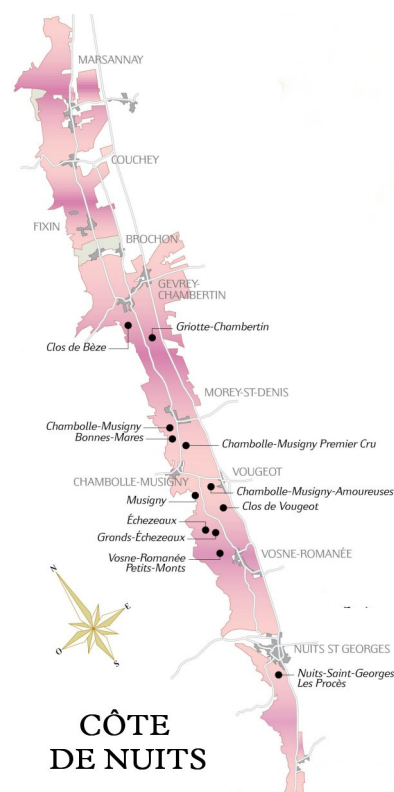 MARSANNAY
COUCHEY
FIXIN
BROCHON
GEVREY-
CHAMBERTIN
Griotte-Chambertin
Clos de Bèze
MOREY-ST-DENIS
Chambolle-Musigny
Bonnes-Mares
Chambolle-Musigny Premier Cru
CHAMBOLLE-MUSIGNY
VOUGEOT
Chambolle-Musigny-Amoureuses
Musigny
Clos de Vougeot
Échezeaux
Grands-Échezeaux
VOSNE-ROMANÈE
Vosne-Romanée
Petits-Monts
N
E
O
S
NUITS ST GEORGES
Nuits-Saint-Georges
Les Procès
CÔTE
DE NUITS